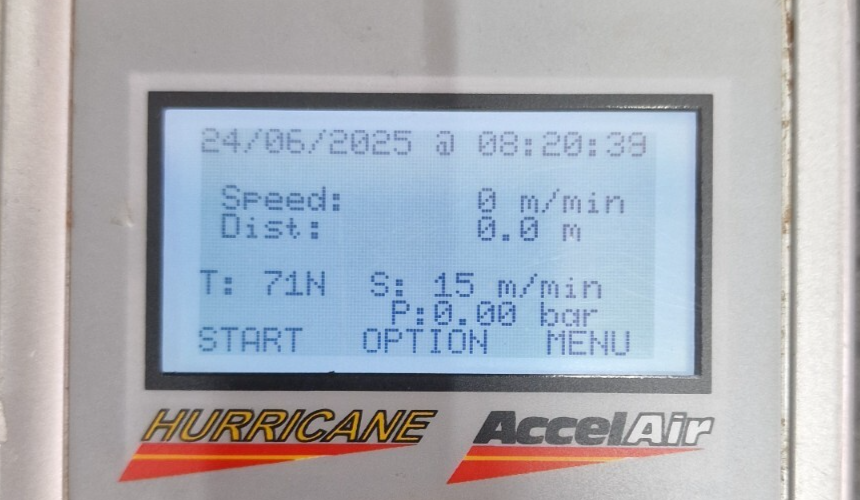 24/06/2025 @ 08:20:39
Speed: 0 m/min
Dist: 0.0 m
T: 71N S: 15 m/min
P:0.00 bar
START OPTION MENU
HURRICANE AccelAir